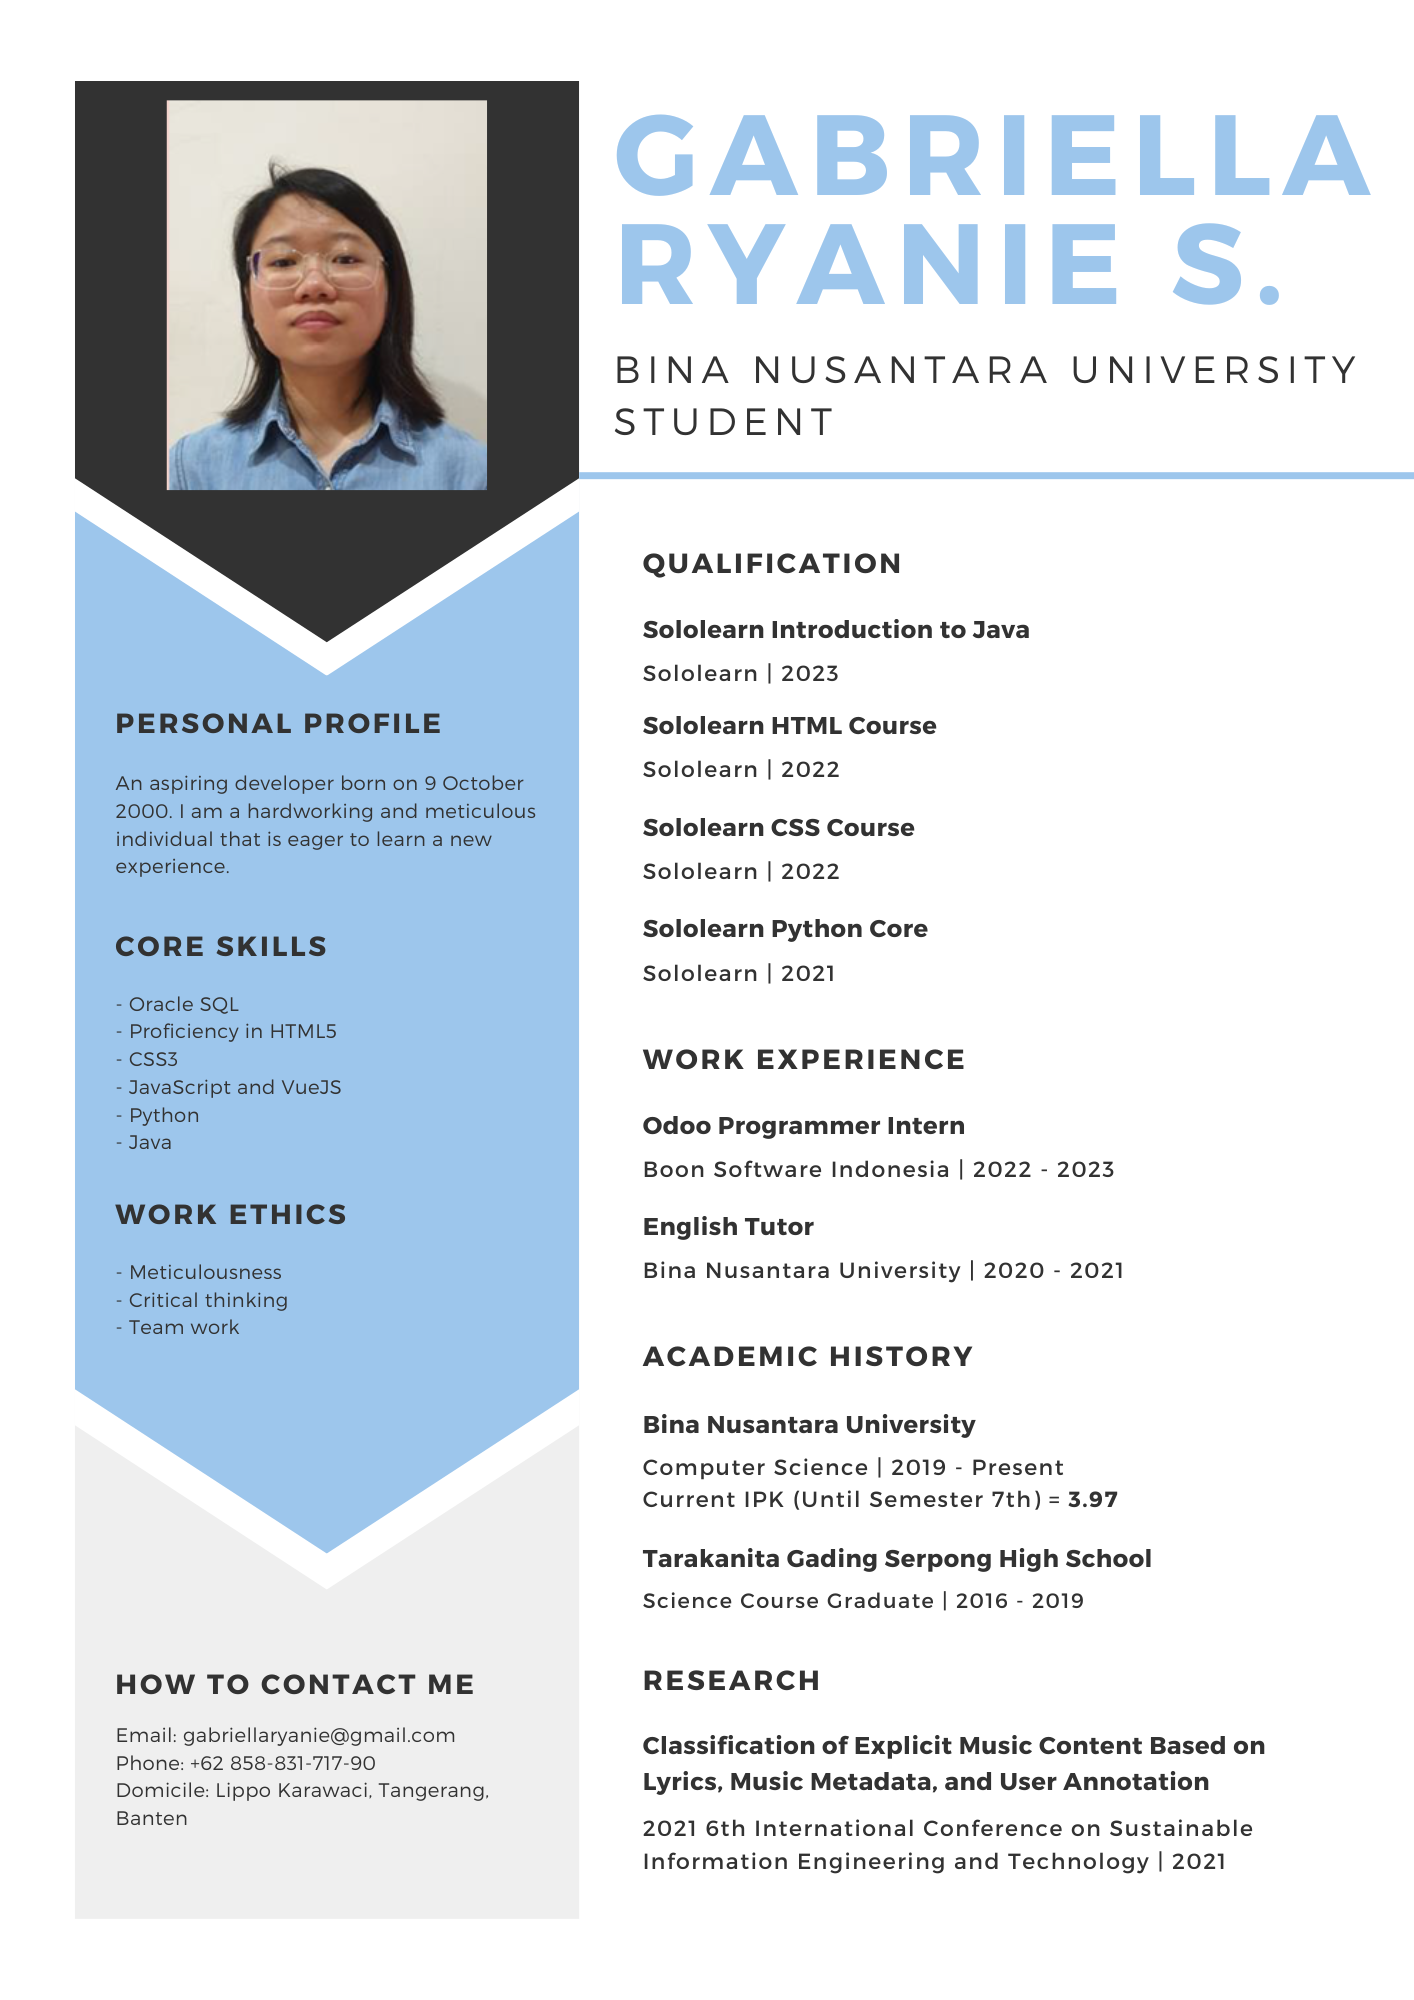 GABRIELLA
RYANIE S.
BINA NUSANTARA UNIVERSITY
STUDENT
PERSONAL PROFILE
An aspiring developer born on 9 October
2000. I am a hardworking and meticulous
individual that is eager to learn a new
experience.
CORE SKILLS
- Oracle SQL
- Proficiency in HTML5
- CSS3
- JavaScript and VueJS
- Python
- Java
WORK ETHICS
- Meticulousness
- Critical thinking
- Team work
HOW TO CONTACT ME
Email: gabriellaryanie@gmail.com
Phone: +62 858-831-717-90
Domicile: Lippo Karawaci, Tangerang,
Banten
QUALIFICATION
Sololearn Introduction to Java
Sololearn | 2023
Sololearn HTML Course
Sololearn | 2022
Sololearn CSS Course
Sololearn | 2022
Sololearn Python Core
Sololearn | 2021
WORK EXPERIENCE
Odoo Programmer Intern
Boon Software Indonesia | 2022 - 2023
English Tutor
Bina Nusantara University | 2020 - 2021
ACADEMIC HISTORY
Bina Nusantara University
Computer Science | 2019 - Present
Current IPK (Until Semester 7th) = 3.97
Tarakanita Gading Serpong High School
Science Course Graduate | 2016 - 2019
RESEARCH
Classification of Explicit Music Content Based on
Lyrics, Music Metadata, and User Annotation
2021 6th International Conference on Sustainable
Information Engineering and Technology | 2021